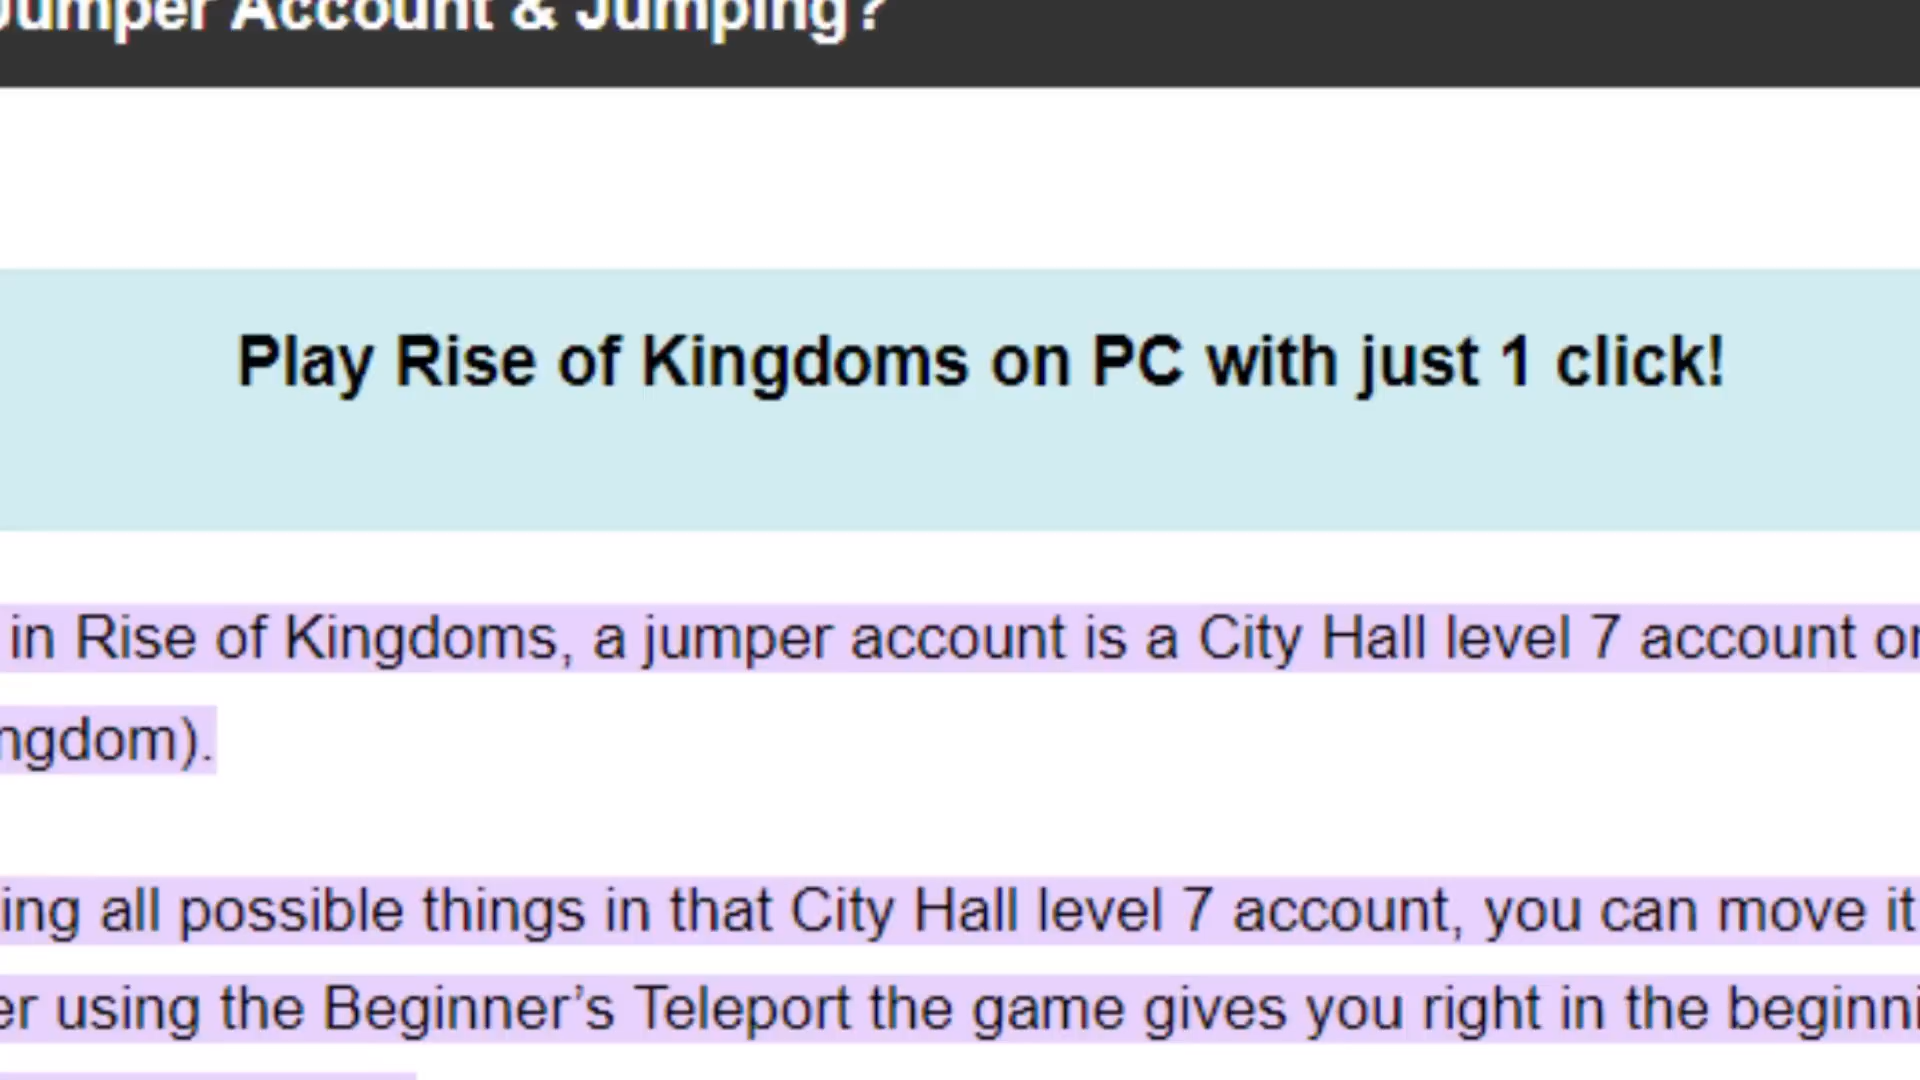 Jumper Account & Jumping?
Play Rise of Kingdoms on PC with just 1 click!
in Rise of Kingdoms, a jumper account is a City Hall level 7 account
ngdom).
ing all possible things in that City Hall level 7 account, you can move it
er using the Beginner’s Teleport the game gives you right in the beginni